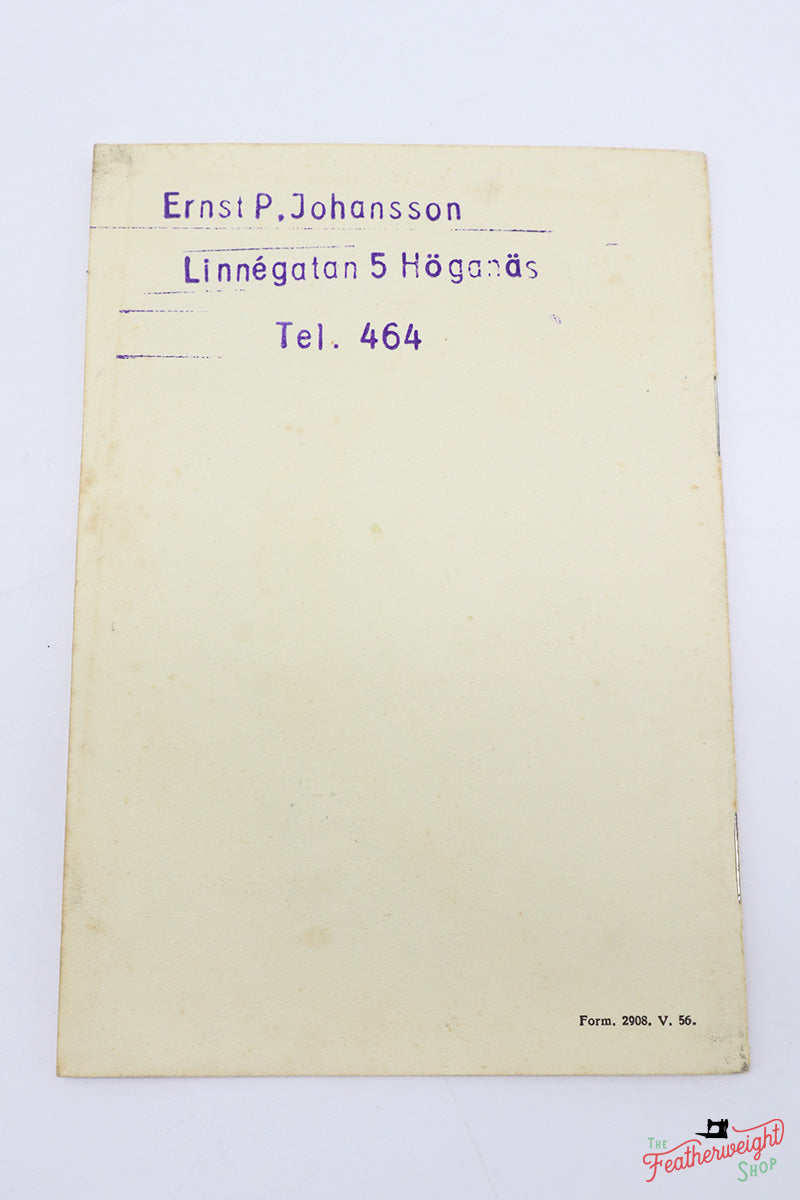 Ernst P. Johansson
Linnégatan 5 Höganäs
Tel. 464
Form. 2908. V. 56.
THE
Featherweight
SHOP